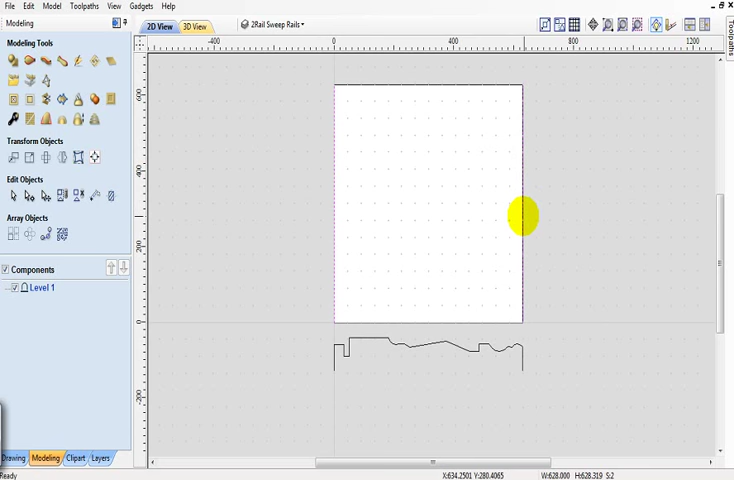 File Edit Model Toolpaths View Gadgets Help
Modeling
2D View 3D View 2Rail Sweep Rails
Toolpaths
-400 0 400 800 1200
600
400
200
0
-200
Modeling Tools
Transform Objects
Edit Objects
Array Objects
Components
Level 1
Drawing Modeling Clipart Layers
Ready X:634.2501 Y:280.4065 W:628.000 H:628.319 S:2